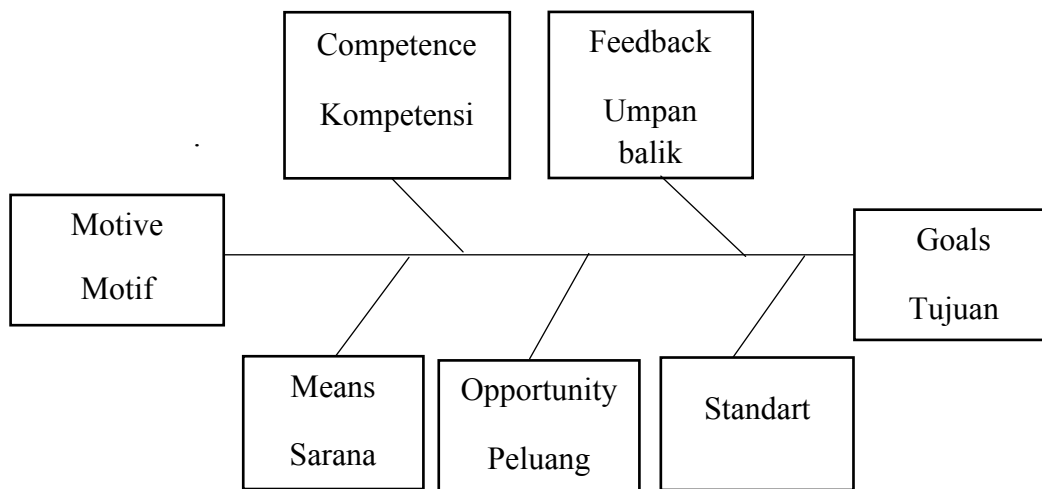 Competence
Kompetensi
Feedback
Umpan
balik
Motive
Motif
Goals
Tujuan
Means
Sarana
Opportunity
Peluang
Standart